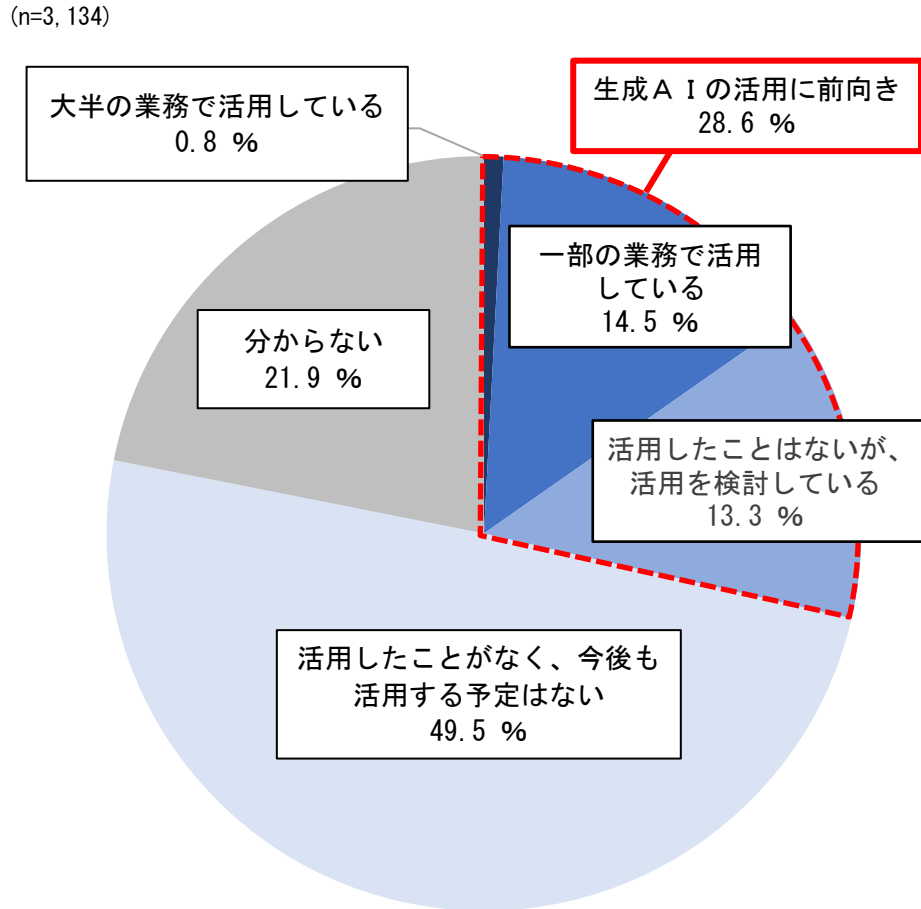 (n=3,134)
大半の業務で活用している
0.8 %
生成ＡＩの活用に前向き
28.6 %
一部の業務で活用
している
14.5 %
分からない
21.9 %
活用したことはないが、
活用を検討している
13.3 %
活用したことがなく、今後も
活用する予定はない
49.5 %